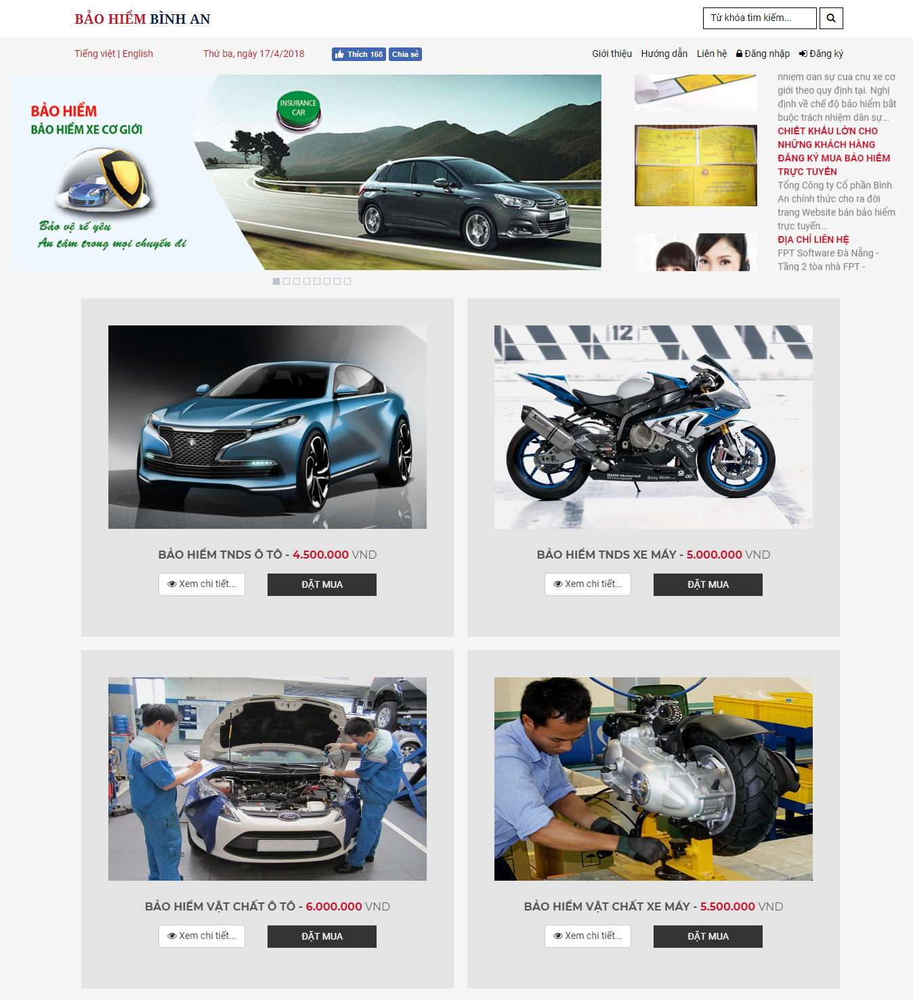 BẢO HIỂM BÌNH AN
Từ khóa tìm kiếm...
Tiếng việt | English
Thứ ba, ngày 17/4/2018
Thích 168
Chia sẻ
Giới thiệu
Hướng dẫn
Liên hệ
Đăng nhập
Đăng ký
BẢO HIỂM
BẢO HIỂM XE CƠ GIỚI
INSURANCE
CAR
Bảo vệ xế yêu
An tâm trong mọi chuyến đi
nhiệm dân sự của chủ xe cơ
giới theo quy định tại. Nghị
định về chế độ bảo hiểm bắt
buộc trách nhiệm dân sự...
CHIẾT KHẤU LỚN CHO
NHỮNG KHÁCH HÀNG
ĐĂNG KÝ MUA BẢO HIỂM
TRỰC TUYẾN
Tổng Công ty Cổ phần Bình
An chính thức cho ra đời
trang Website bán bảo hiểm
trực tuyến...
ĐỊA CHỈ LIÊN HỆ
FPT Software Đà Nẵng -
Tầng 2 tòa nhà FPT -
12
BMW Motorrad
Motorsport
3asy Ride
BẢO HIỂM TNDS Ô TÔ - 4.500.000 VND
Xem chi tiết...
ĐẶT MUA
BẢO HIỂM TNDS XE MÁY - 5.000.000 VND
Xem chi tiết...
ĐẶT MUA
Ford
BẢO HIỂM VẬT CHẤT Ô TÔ - 6.000.000 VND
Xem chi tiết...
ĐẶT MUA
BẢO HIỂM VẬT CHẤT XE MÁY - 5.500.000 VND
Xem chi tiết...
ĐẶT MUA